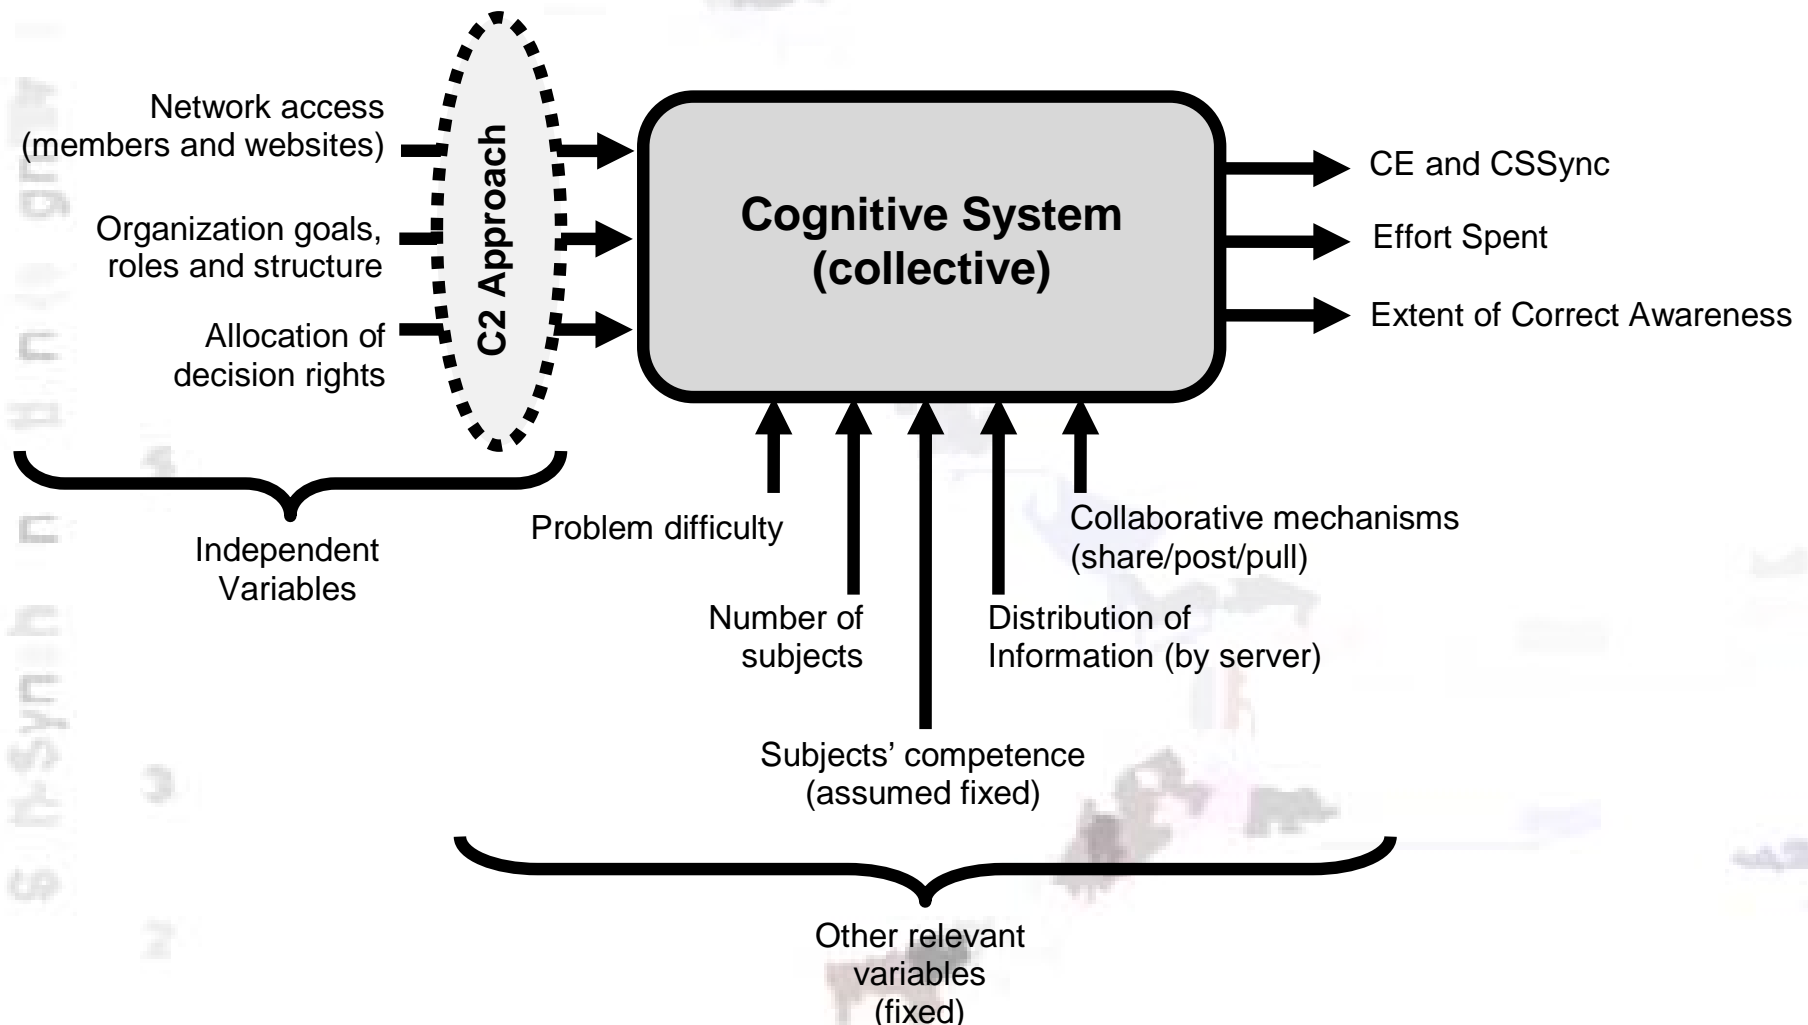 Network access
(members and websites)
Organization goals,
roles and structure
Allocation of
decision rights
C2 Approach
Cognitive System
(collective)
CE and CSSync
Effort Spent
Extent of Correct Awareness
Independent
Variables
Problem difficulty
Number of
subjects
Subjects’ competence
(assumed fixed)
Distribution of
Information (by server)
Collaborative mechanisms
(share/post/pull)
Other relevant
variables
(fixed)